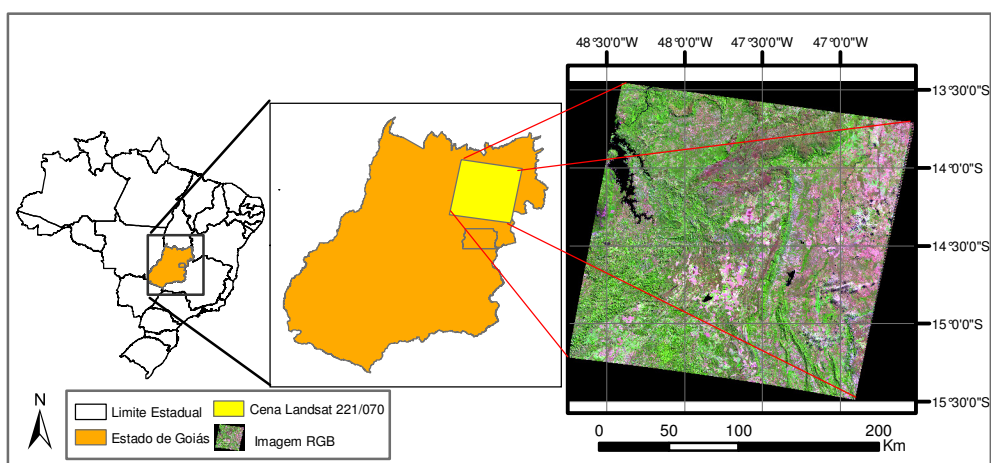 48°30'0"W 48°0'0"W 47°30'0"W 47°0'0"W
13°30'0"S
14°0'0"S
14°30'0"S
15°0'0"S
15°30'0"S
N
Limite Estadual
Cena Landsat 221/070
Estado de Goiás
Imagem RGB
0 50 100 200
Km